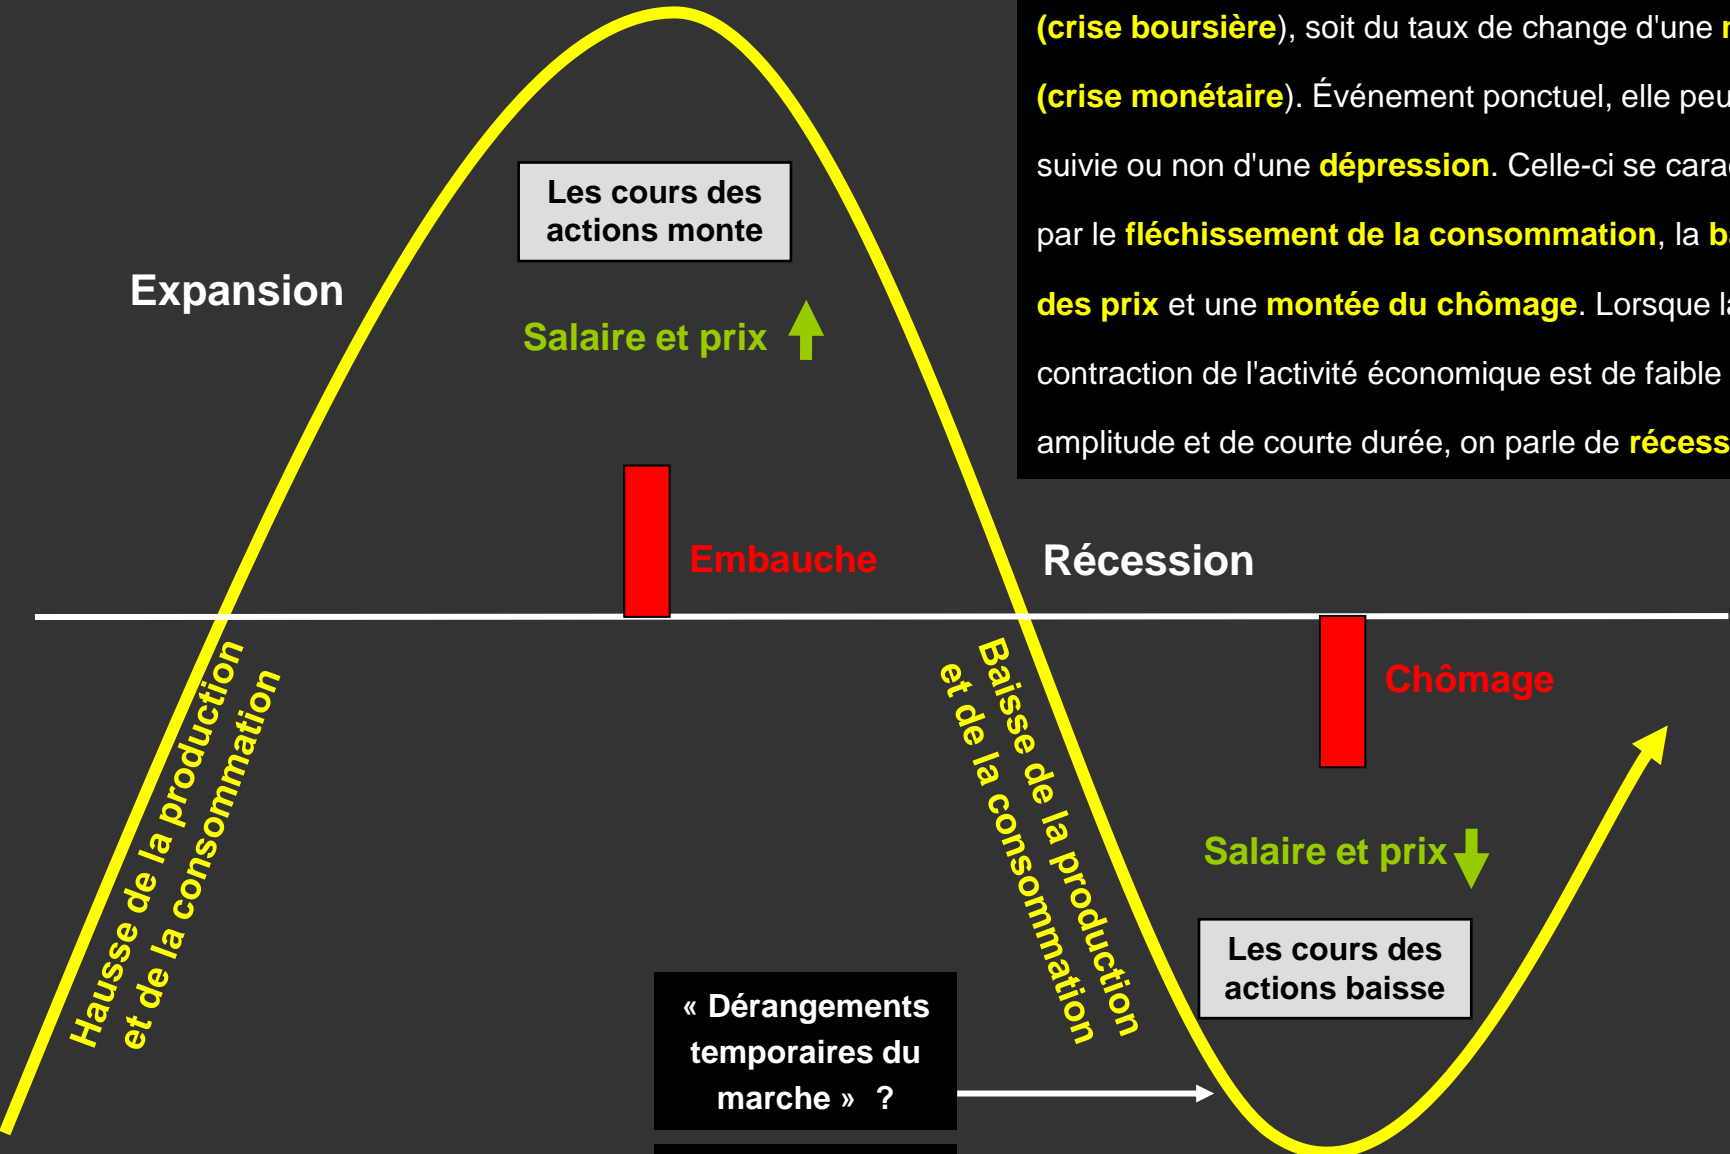 (crise boursière), soit du taux de change d'une
(crise monétaire). Événement ponctuel, elle peu
suivie ou non d'une dépression. Celle-ci se cara
par le fléchissement de la consommation, la
des prix et une montée du chômage. Lorsque la
contraction de l'activité économique est de faible
amplitude et de courte durée, on parle de récess
Les cours des
actions monte
Expansion
Salaire et prix
Embauche
Récession
Chômage
Hausse de la production
et de la consommation
Baisse de la production
et de la consommation
Salaire et prix
Les cours des
actions baisse
« Dérangements
temporaires du
marche » ?